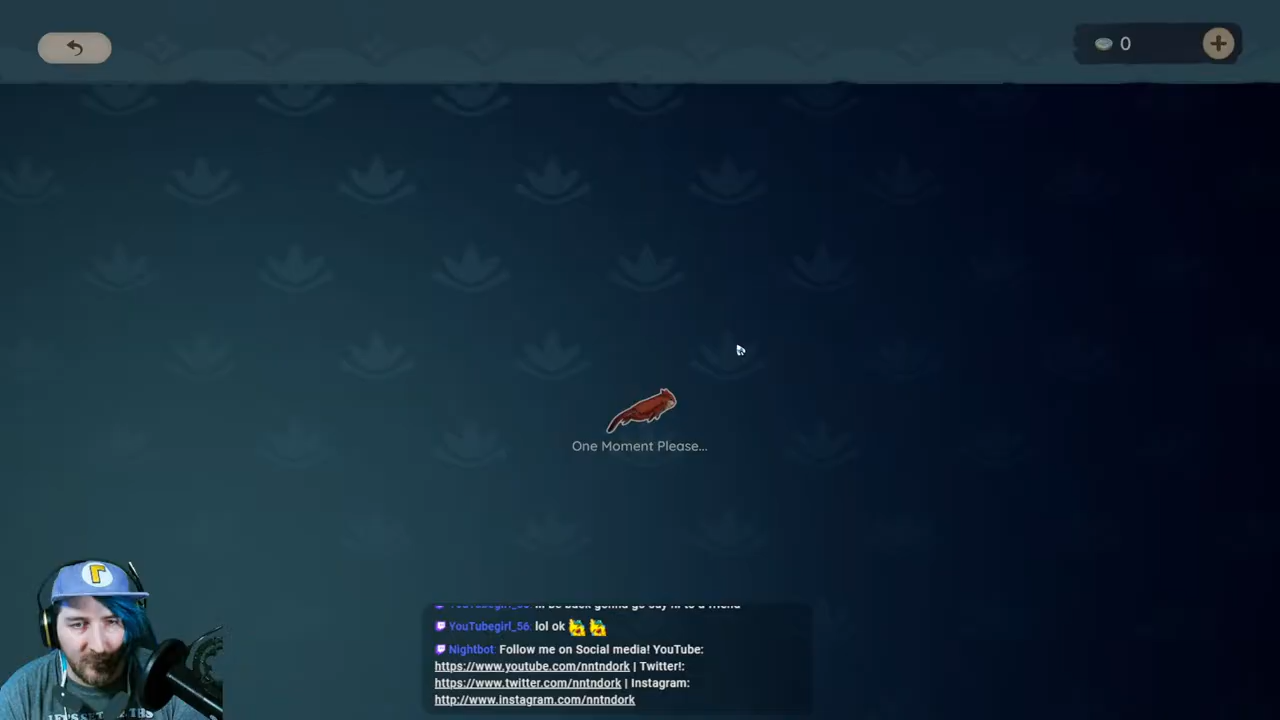 0
One Moment Please...
YouTubegirl_56: lol ok
Nightbot: Follow me on Social media! YouTube:
https://www.youtube.com/nntndork | Twitter!:
https://www.twitter.com/nntndork | Instagram:
http://www.instagram.com/nntndork